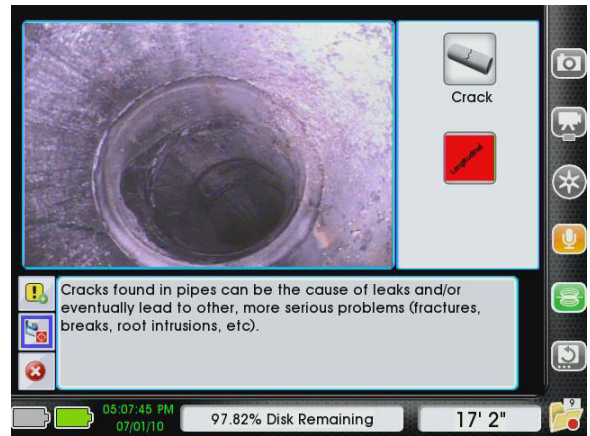 Crack
Longitudinal
Cracks found in pipes can be the cause of leaks and/or
eventually lead to other, more serious problems (fractures,
breaks, root intrusions, etc).
05:07:45 PM
07/01/10
97.82% Disk Remaining
17' 2"
9